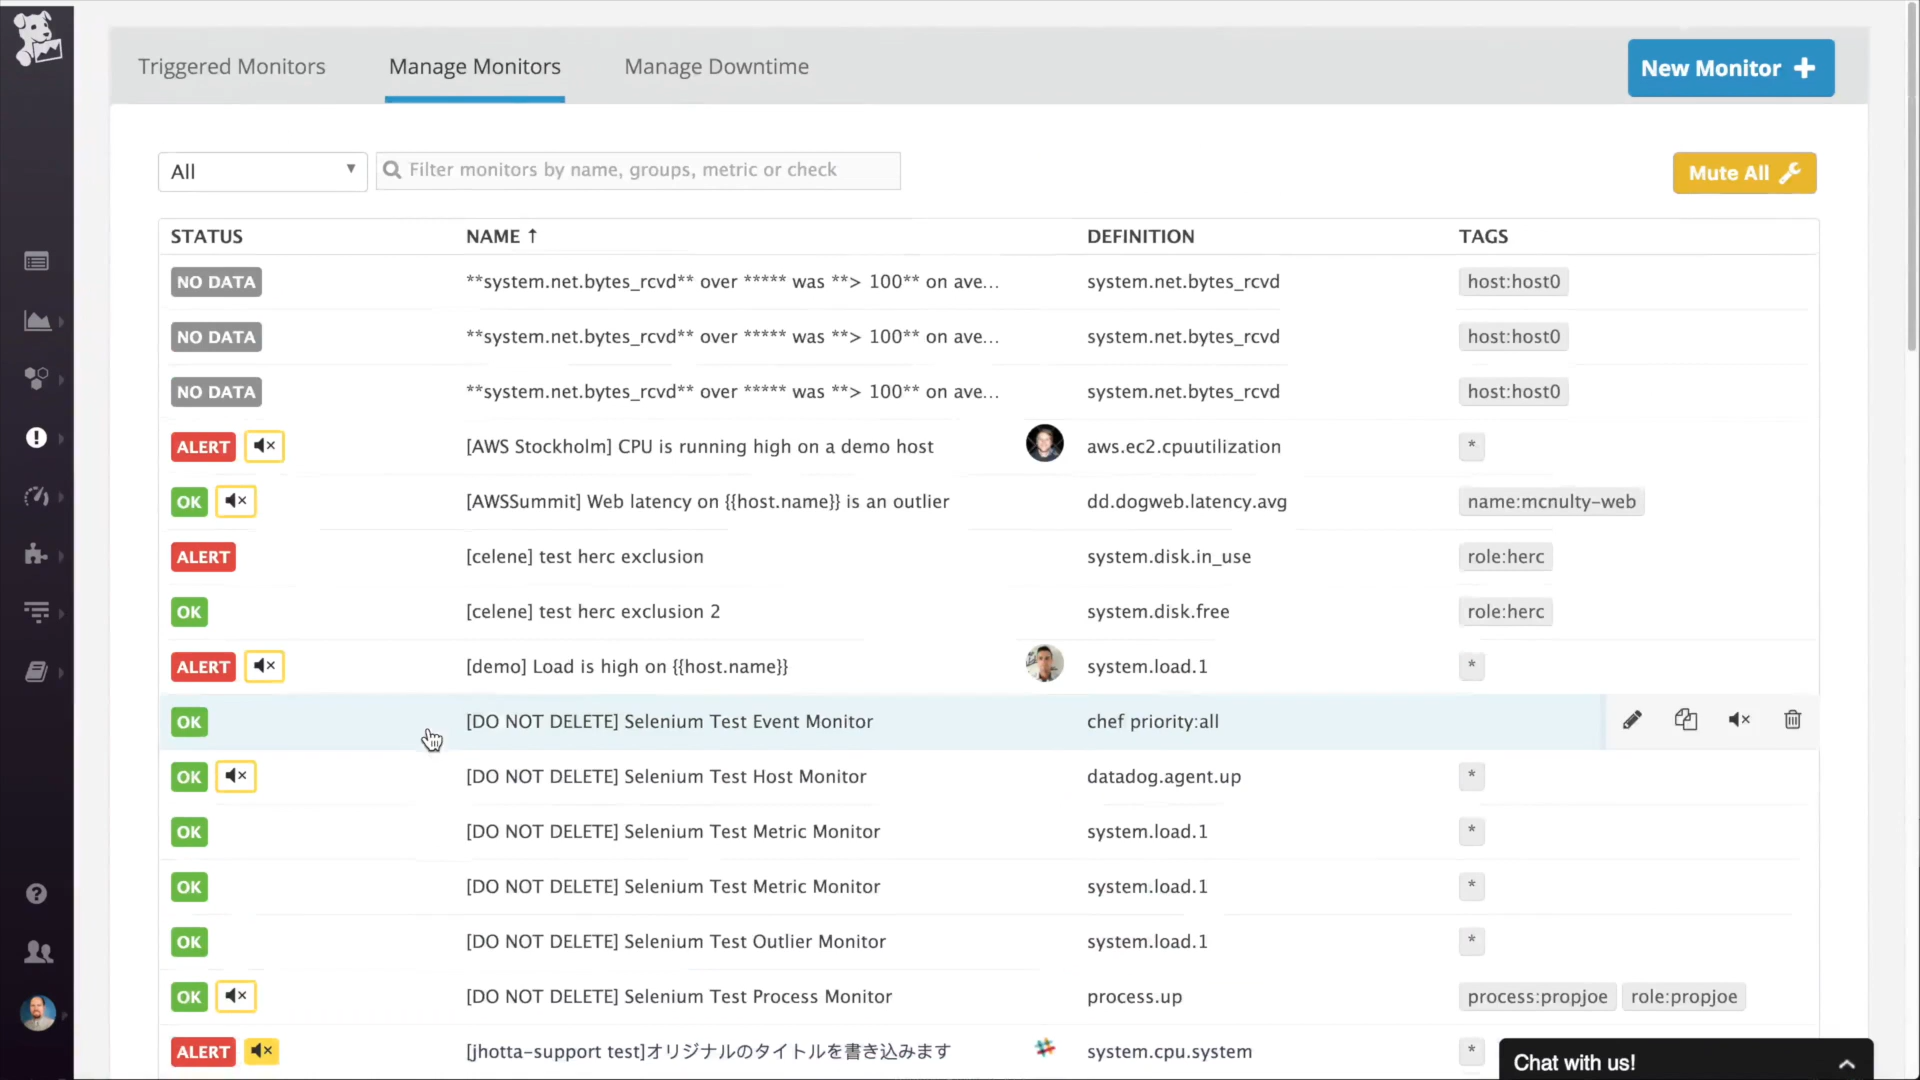 Triggered Monitors Manage Monitors Manage Downtime New Monitor +
All Filter monitors by name, groups, metric or check Mute All
STATUS NAME ↑ DEFINITION TAGS
NO DATA **system.net.bytes_rcvd** over ***** was **> 100** on ave... system.net.bytes_rcvd host:host0
NO DATA **system.net.bytes_rcvd** over ***** was **> 100** on ave... system.net.bytes_rcvd host:host0
NO DATA **system.net.bytes_rcvd** over ***** was **> 100** on ave... system.net.bytes_rcvd host:host0
ALERT [AWS Stockholm] CPU is running high on a demo host aws.ec2.cpuutilization *
OK [AWSSummit] Web latency on {{host.name}} is an outlier dd.dogweb.latency.avg name:mcnulty-web
ALERT [celene] test herc exclusion system.disk.in_use role:herc
OK [celene] test herc exclusion 2 system.disk.free role:herc
ALERT [demo] Load is high on {{host.name}} system.load.1 *
OK [DO NOT DELETE] Selenium Test Event Monitor chef priority:all
OK [DO NOT DELETE] Selenium Test Host Monitor datadog.agent.up *
OK [DO NOT DELETE] Selenium Test Metric Monitor system.load.1 *
OK [DO NOT DELETE] Selenium Test Metric Monitor system.load.1 *
OK [DO NOT DELETE] Selenium Test Outlier Monitor system.load.1 *
OK [DO NOT DELETE] Selenium Test Process Monitor process.up process:propjoe role:propjoe
ALERT [jhotta-support test]オリジナルのタイトルを書き込みます system.cpu.system *
Chat with us!